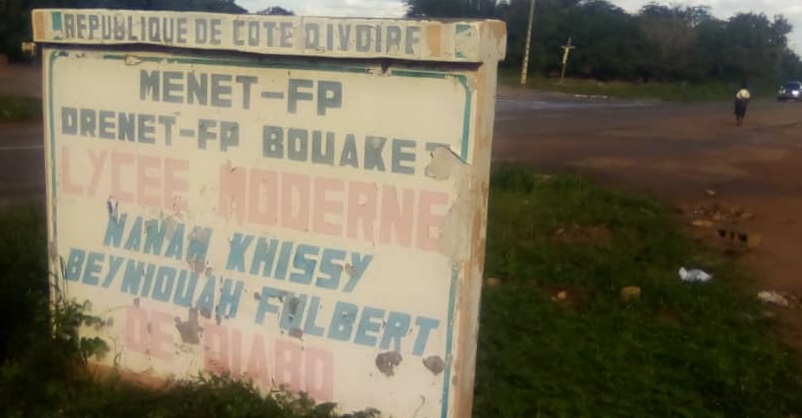 REPUBLIQUE DE COTE D'IVOIRE
MENET-FP
DRENET-FP BOUAKE
LYCEE MODERNE
NANAN KHISSY
BEYNIOUAH FULBERT
DE DIABO